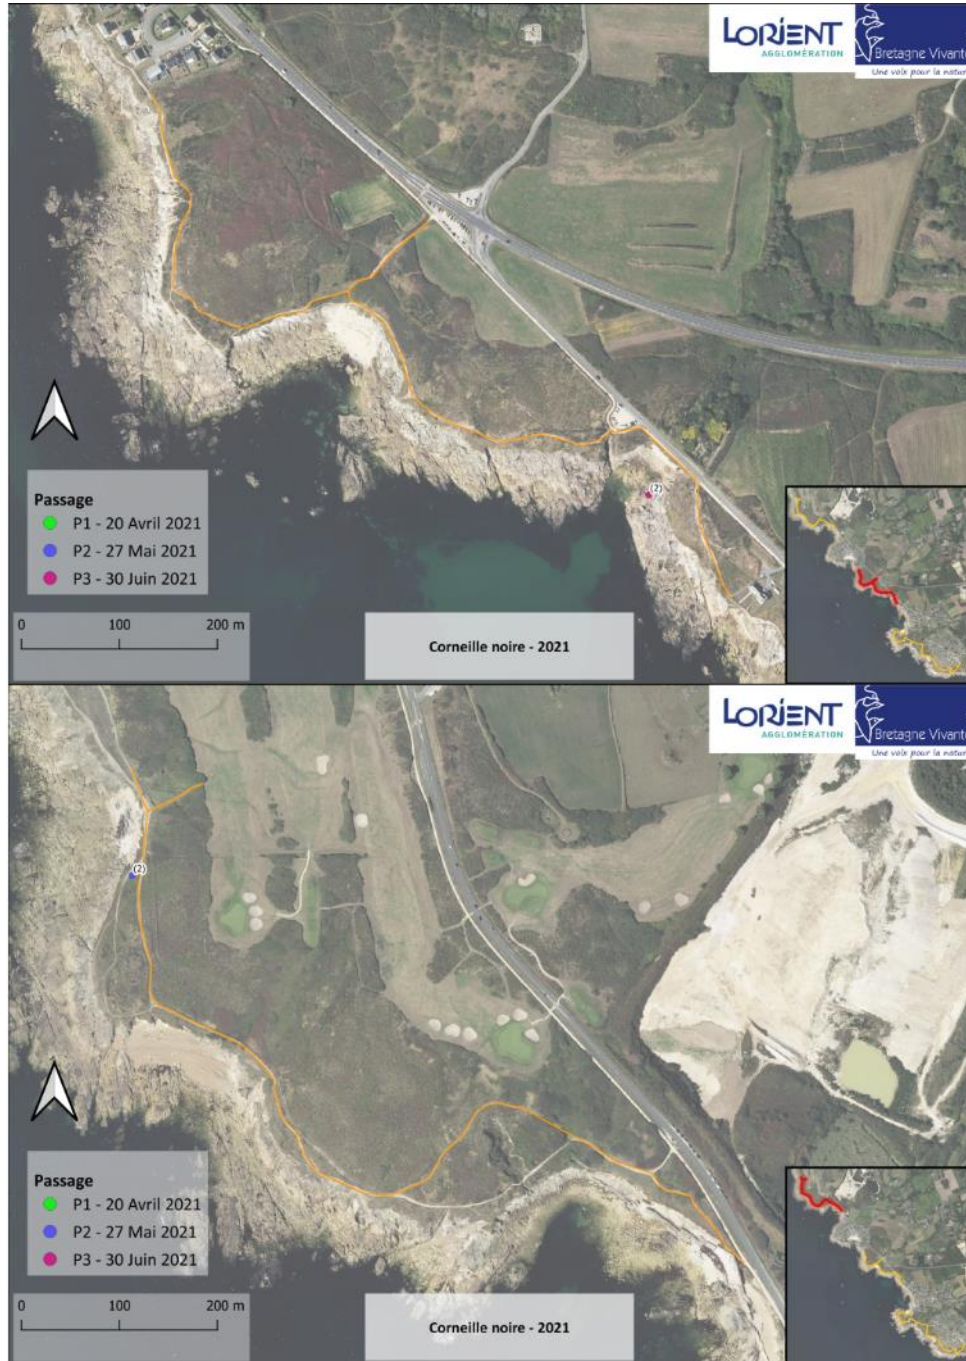 LORIENT
AGGLOMÉRATION
Bretagne Vivante
Une voix pour la nature
(2)
Passage
P1 - 20 Avril 2021
P2 - 27 Mai 2021
P3 - 30 Juin 2021
0 100 200 m
Corneille noire - 2021
LORIENT
AGGLOMÉRATION
Bretagne Vivante
Une voix pour la nature
(2)
Passage
P1 - 20 Avril 2021
P2 - 27 Mai 2021
P3 - 30 Juin 2021
0 100 200 m
Corneille noire - 2021